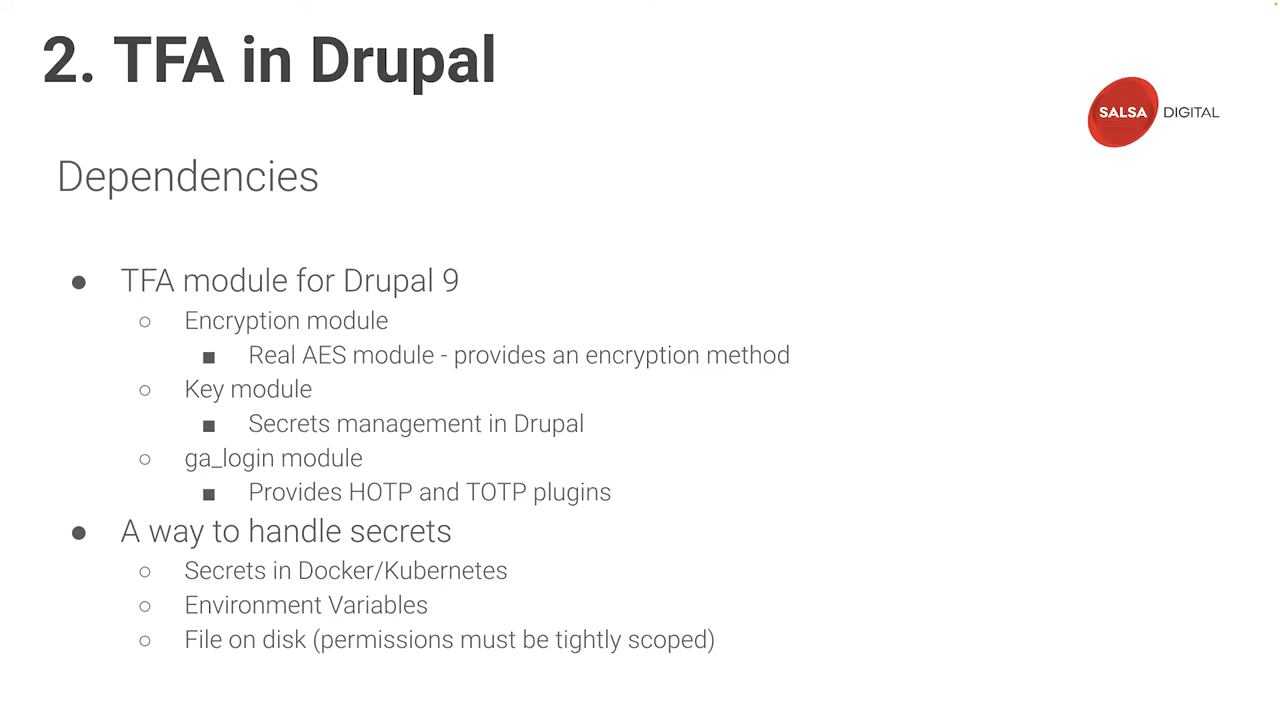 2. TFA in Drupal
SALSA DIGITAL
Dependencies
● TFA module for Drupal 9
○ Encryption module
■ Real AES module - provides an encryption method
○ Key module
■ Secrets management in Drupal
○ ga_login module
■ Provides HOTP and TOTP plugins
● A way to handle secrets
○ Secrets in Docker/Kubernetes
○ Environment Variables
○ File on disk (permissions must be tightly scoped)